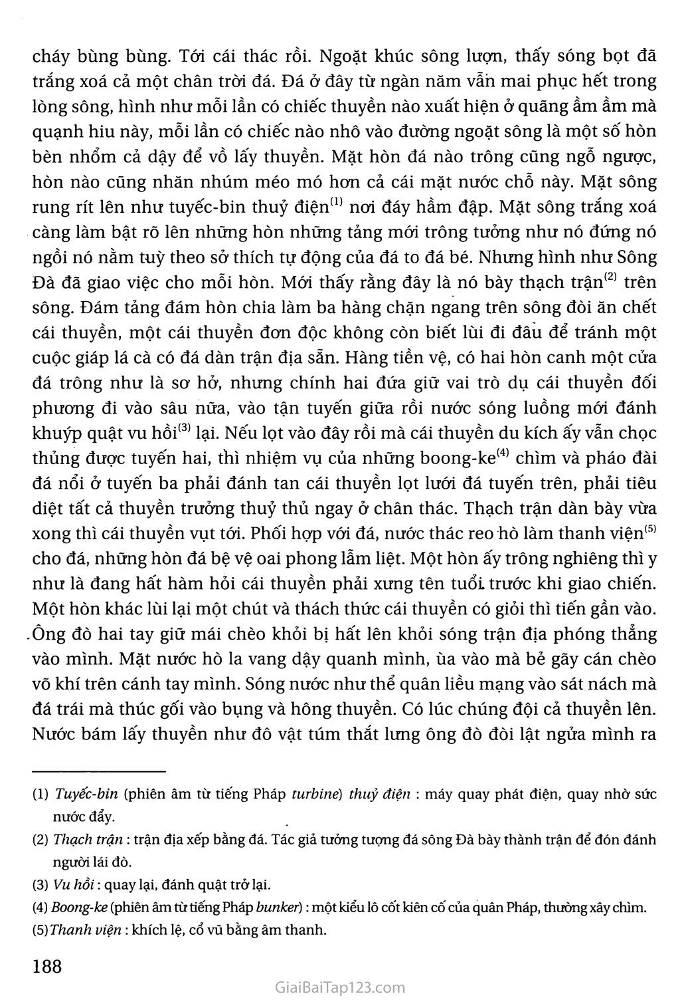 cháy bùng bùng. Tới cái thác rồi. Ngoặt khúc sông lượn, thấy sóng bọt đã
trắng xoá cả một chân trời đá. Đá ở đây từ ngàn năm vẫn mai phục hết trong
lòng sông, hình như mỗi lần có chiếc thuyền nào xuất hiện ở quãng ầm ầm mà
quạnh hiu này, mỗi lần có chiếc nào nhô vào đường ngoặt sông là một số hòn
bèn nhổm cả dậy để vồ lấy thuyền. Mặt hòn đá nào trông cũng ngỗ ngược,
hòn nào cũng nhăn nhúm méo mó hơn cả cái mặt nước chỗ này. Mặt sông
rung rít lên như tuyếc-bin thuỷ điện(1) nơi đáy hầm đập. Mặt sông trắng xoá
càng làm bật rõ lên những hòn những tảng mới trông tưởng như nó đứng nó
ngồi nó nằm tuỳ theo sở thích tự động của đá to đá bé. Nhưng hình như Sông
Đà đã giao việc cho mỗi hòn. Mới thấy rằng đây là nó bày thạch trận(2) trên
sông. Đám tảng đám hòn chia làm ba hàng chặn ngang trên sông đòi ăn chết
cái thuyền, một cái thuyền đơn độc không còn biết lùi đi đâu để tránh một
cuộc giáp lá cà có đá dàn trận địa sẵn. Hàng tiền vệ, có hai hòn canh một cửa
đá trông như là sơ hở, nhưng chính hai đứa giữ vai trò dụ cái thuyền đối
phương đi vào sâu nữa, vào tận tuyến giữa rồi nước sóng luồng mới đánh
khuýp quật vu hồi(3) lại. Nếu lọt vào đây rồi mà cái thuyền du kích ấy vẫn chọc
thủng được tuyến hai, thì nhiệm vụ của những boong-ke(4) chìm và pháo đài
đá nổi ở tuyến ba phải đánh tan cái thuyền lọt lưới đá tuyến trên, phải tiêu
diệt tất cả thuyền trưởng thuỷ thủ ngay ở chân thác. Thạch trận dàn bày vừa
xong thì cái thuyền vụt tới. Phối hợp với đá, nước thác reo hò làm thanh viện(5)
cho đá, những hòn đá bệ vệ oai phong lẫm liệt. Một hòn ấy trông nghiêng thì y
như là đang hất hàm hỏi cái thuyền phải xưng tên tuổi trước khi giao chiến.
Một hòn khác lùi lại một chút và thách thức cái thuyền có giỏi thì tiến gần vào.
Ông đò hai tay giữ mái chèo khỏi bị hất lên khỏi sóng trận địa phóng thẳng
vào mình. Mặt nước hò la vang dậy quanh mình, ùa vào mà bẻ gãy cán chèo
võ khí trên cánh tay mình. Sóng nước như thể quân liều mạng vào sát nách mà
đá trái mà thúc gối vào bụng và hông thuyền. Có lúc chúng đội cả thuyền lên.
Nước bám lấy thuyền như đô vật túm thắt lưng ông đò đòi lật ngửa mình ra
(1) Tuyếc-bin (phiên âm từ tiếng Pháp turbine) thuỷ điện : máy quay phát điện, quay nhờ sức
nước đẩy.
(2) Thạch trận : trận địa xếp bằng đá. Tác giả tưởng tượng đá sông Đà bày thành trận để đón đánh
người lái đò.
(3) Vu hồi : quay lại, đánh quật trở lại.
(4) Boong-ke (phiên âm từ tiếng Pháp bunker) : một kiểu lô cốt kiên cố của quân Pháp, thường xây chìm.
(5) Thanh viện : khích lệ, cổ vũ bằng âm thanh.
188
GiaiBaiTap123.com